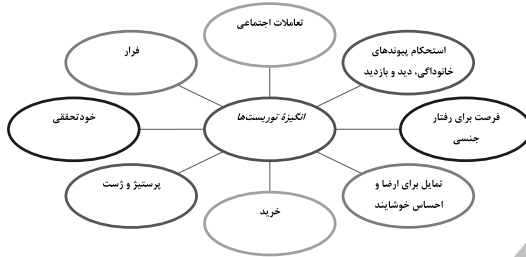 تعاملات اجتماعی
استحکام پیوندهای
خانوادگی، دید و بازدید
فرصت برای رفتار
جنسی
تمایل برای ارضا و
احساس خوشایند
خرید
پرستیژ و ژست
خودتحققی
فرار
انگیزۀ توریست‌ها